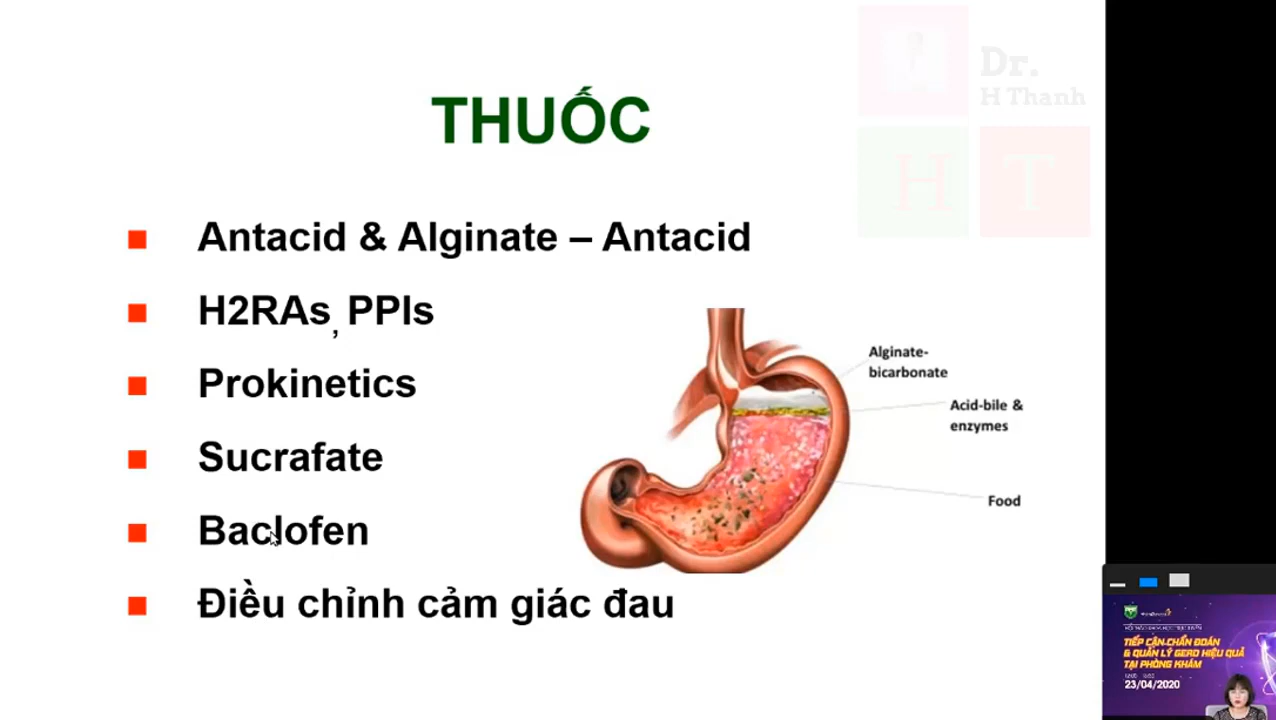 Dr.
H Thanh
H T
THUỐC
Antacid & Alginate – Antacid
H2RAs, PPIs
Prokinetics
Sucrafate
Baclofen
Điều chỉnh cảm giác đau
Alginate-
bicarbonate
Acid-bile &
enzymes
Food
TIẾP CẬN CHẨN ĐOÁN
& QUẢN LÝ GERD HIỆU QUẢ
TẠI PHÒNG KHÁM
23/04/2020